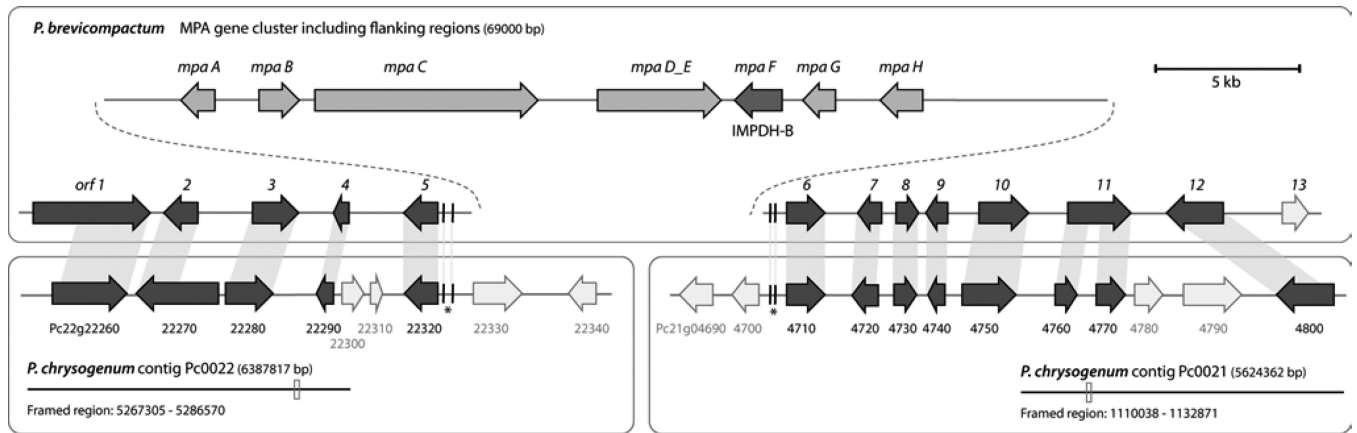 P. brevicompactum MPA gene cluster including flanking regions (69000 bp)
mpa A mpa B mpa C mpa D_E mpa F mpa G mpa H
5 kb
IMPDH-B
orf 1 2 3 4 5 6 7 8 9 10 11 12 13
* *
Pc22g22260 22270 22280 22290 22310 22320 22330 22340
22300
Pc21g04690 4700 4710 4720 4730 4740 4750 4760 4770 4780 4790 4800
P. chrysogenum contig Pc0022 (6387817 bp)
Framed region: 5267305 - 5286570
P. chrysogenum contig Pc0021 (5624362 bp)
Framed region: 1110038 - 1132871